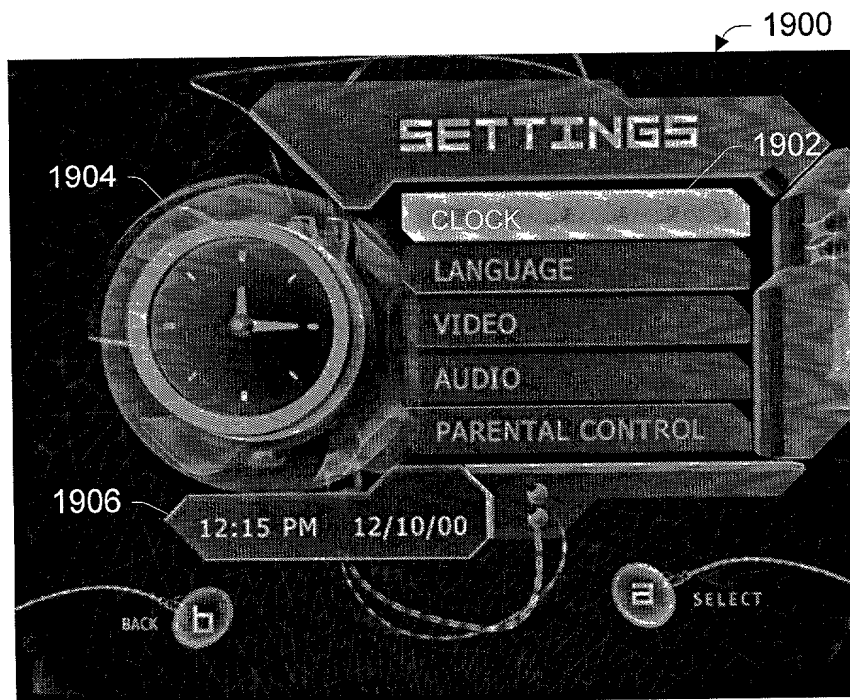 1900
SETTINGS
1902
1904
CLOCK
LANGUAGE
VIDEO
AUDIO
PARENTAL CONTROL
1906
12:15 PM 12/10/00
BACK b
a SELECT